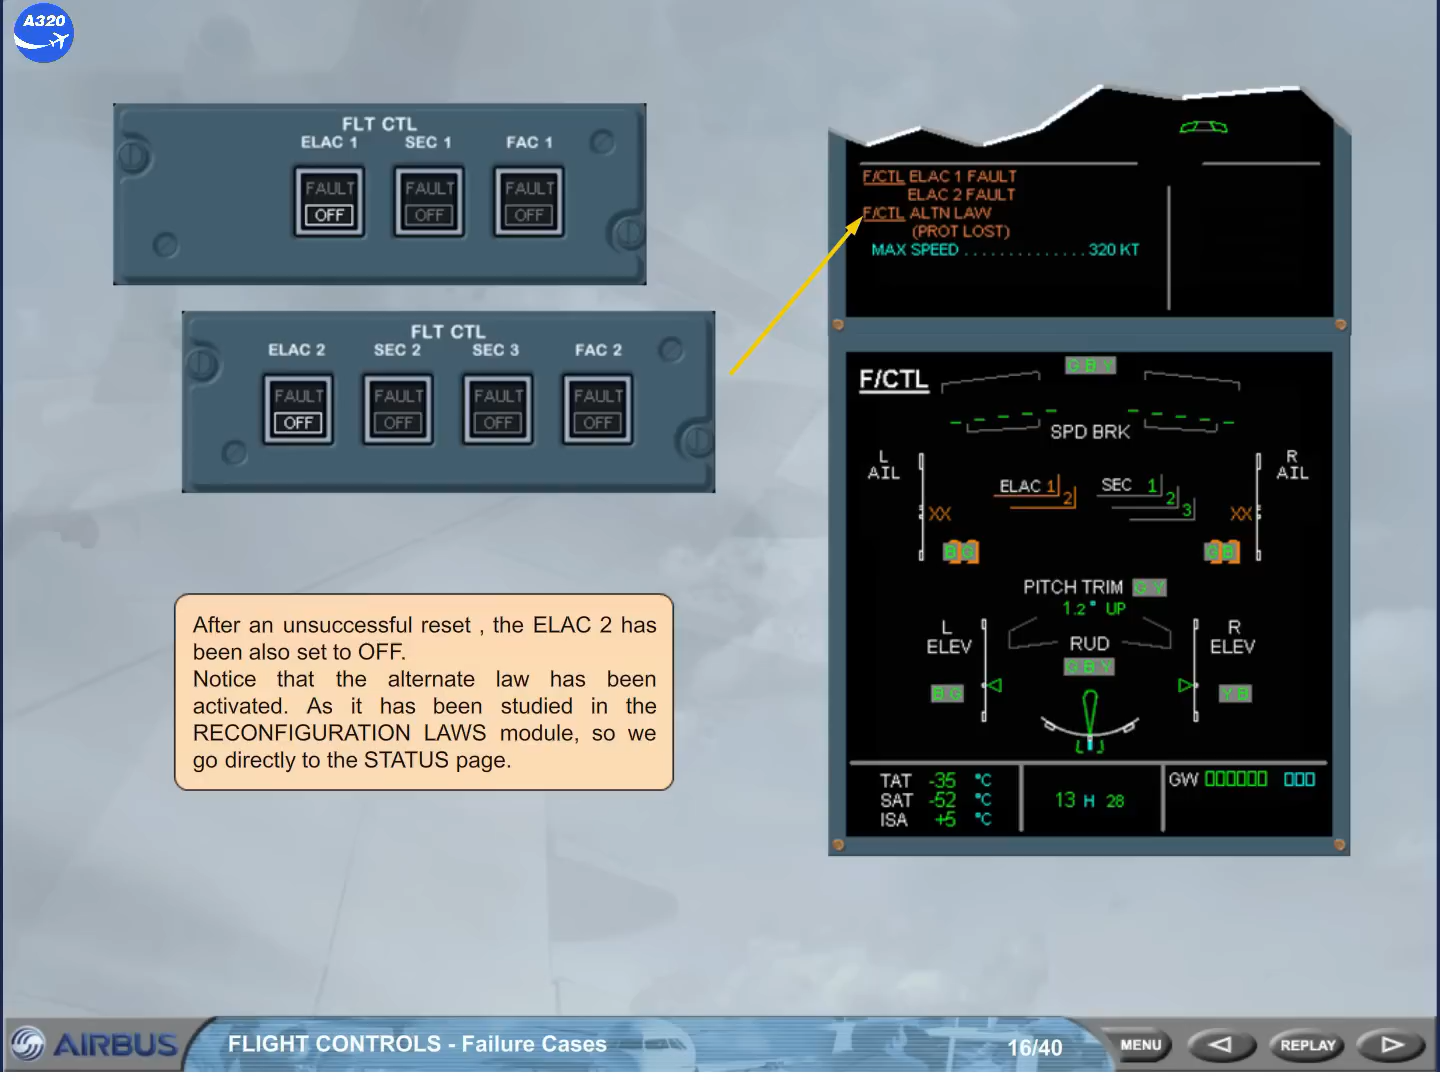 A320
FLT CTL
ELAC 1 SEC 1 FAC 1
FAULT FAULT FAULT
OFF OFF OFF
FLT CTL
ELAC 2 SEC 2 SEC 3 FAC 2
FAULT FAULT FAULT FAULT
OFF OFF OFF OFF
After an unsuccessful reset , the ELAC 2 has
been also set to OFF.
Notice that the alternate law has been
activated. As it has been studied in the
RECONFIGURATION LAWS module, so we
go directly to the STATUS page.
F/CTL ELAC 1 FAULT
ELAC 2 FAULT
F/CTL ALTN LAW
(PROT LOST)
MAX SPEED .............. 320 KT
F/CTL
G B Y
SPD BRK
L
AIL
R
AIL
ELAC 1
2
SEC 1
2
3
XX XX
B G G B
PITCH TRIM G Y
1.2 ° UP
L
ELEV
RUD
R
ELEV
G B Y
B G Y B
TAT -35 °C
SAT -52 °C
ISA +5 °C
13 H 28
GW
AIRBUS
FLIGHT CONTROLS - Failure Cases
16/40
MENU
REPLAY